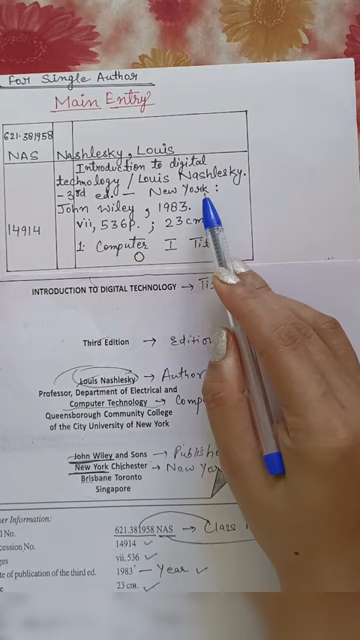 For Single Author
Main Entry
621.381958
NAS Nashlesky, Louis
Introduction to digital
technology / Louis Nashlesky.
- 3rd ed. - New York :
John wiley, 1983.
14914 vii, 536p. ; 23 cm
1. Computer I Tit
INTRODUCTION TO DIGITAL TECHNOLOGY → Tit
Third Edition → Edition
Louis Nashlesky → Author
Professor, Department of Electrical and
Computer Technology → Comp
Queensborough Community College
of the City University of New York
John Wiley and Sons → Publishe
New York Chichester → New Yo
Brisbane Toronto
Singapore
er Information:
l No. 621.381958 NAS → Class
cession No. 14914
ges vii, 536
te of publication of the third ed. 1983 — Year
e 23 cm.